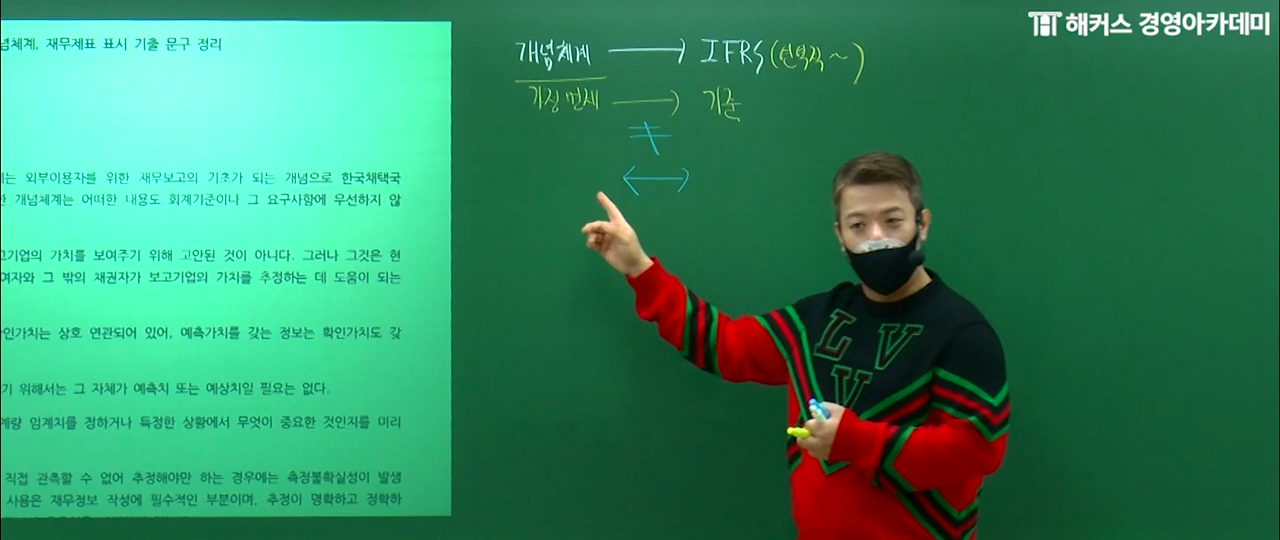 해커스 경영아카데미
념체계, 재무제표 표시 기출 문구 정리
개념체계 → IFRS
기준
≠
↔
는 외부이용자를 위한 재무보고의 기초가 되는 개념으로 한국채택국
한 개념체계는 어떠한 내용도 회계기준이나 그 요구사항에 우선하지 않
고기업의 가치를 보여주기 위해 고안된 것이 아니다. 그러나 그것은 현
여자와 그 밖의 채권자가 보고기업의 가치를 추정하는 데 도움이 되는
인가치는 상호 연관되어 있어, 예측가치를 갖는 정보는 확인가치도 갖
기 위해서는 그 자체가 예측치 또는 예상치일 필요는 없다.
계량 임계치를 정하거나 특정한 상황에서 무엇이 중요한 것인지를 미리
직접 관측할 수 없어 추정해야만 하는 경우에는 측정불확실성이 발생
사용은 재무정보 작성에 필수적인 부분이며, 추정이 명확하고 정확하
LV
V